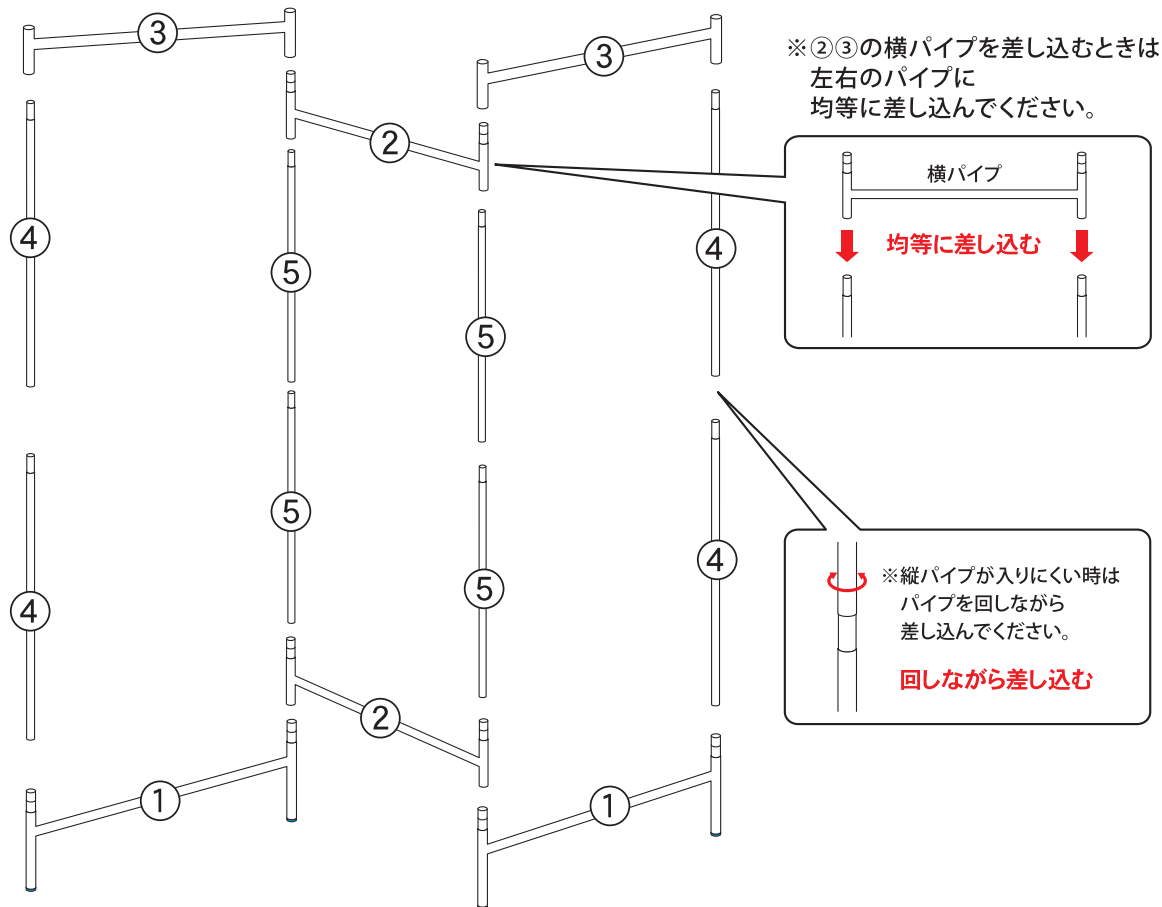 ③
③
②
④
⑤
④
⑤
⑤
④
⑤
④
②
①
①
※②③の横パイプを差し込むときは
左右のパイプに
均等に差し込んでください。
横パイプ
均等に差し込む
※縦パイプが入りにくい時は
パイプを回しながら
差し込んでください。
回しながら差し込む